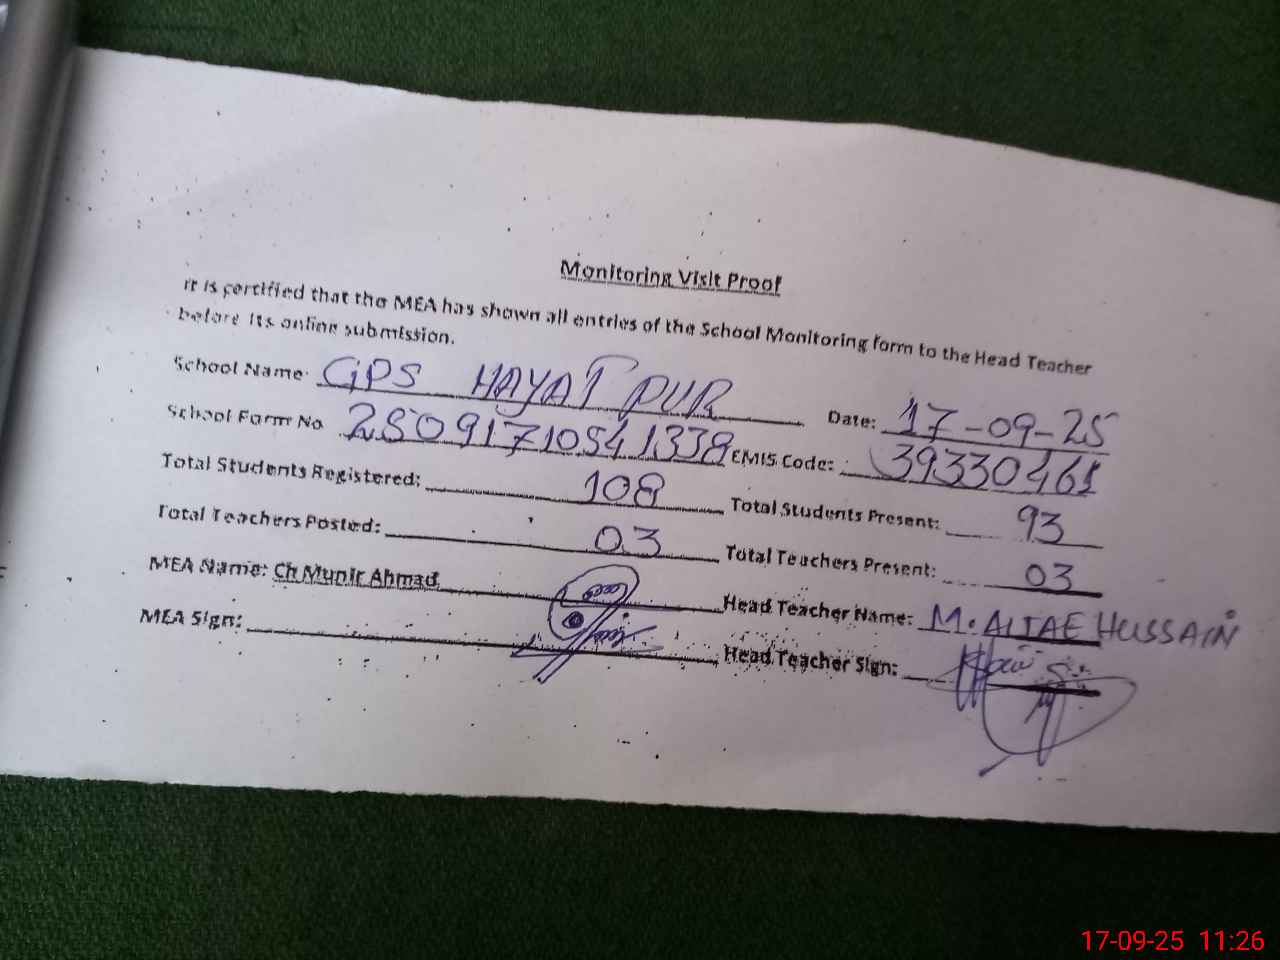 Monitoring Visit Proof
It is certified that the MEA has shown all entries of the School Monitoring form to the Head Teacher
before its online submission.
School Name GPS HAYAT PUR Date: 17-09-25
School Form No 25091710541338 EMIS Code: 39330461
Total Students Registered: 108 Total Students Present: 93
Total Teachers Posted: 03 Total Teachers Present: 03
MEA Name: Ch Munir Ahmad Head Teacher Name: M. ALTAF HUSSAIN
MEA Sign: Head Teacher Sign:
17-09-25 11:26